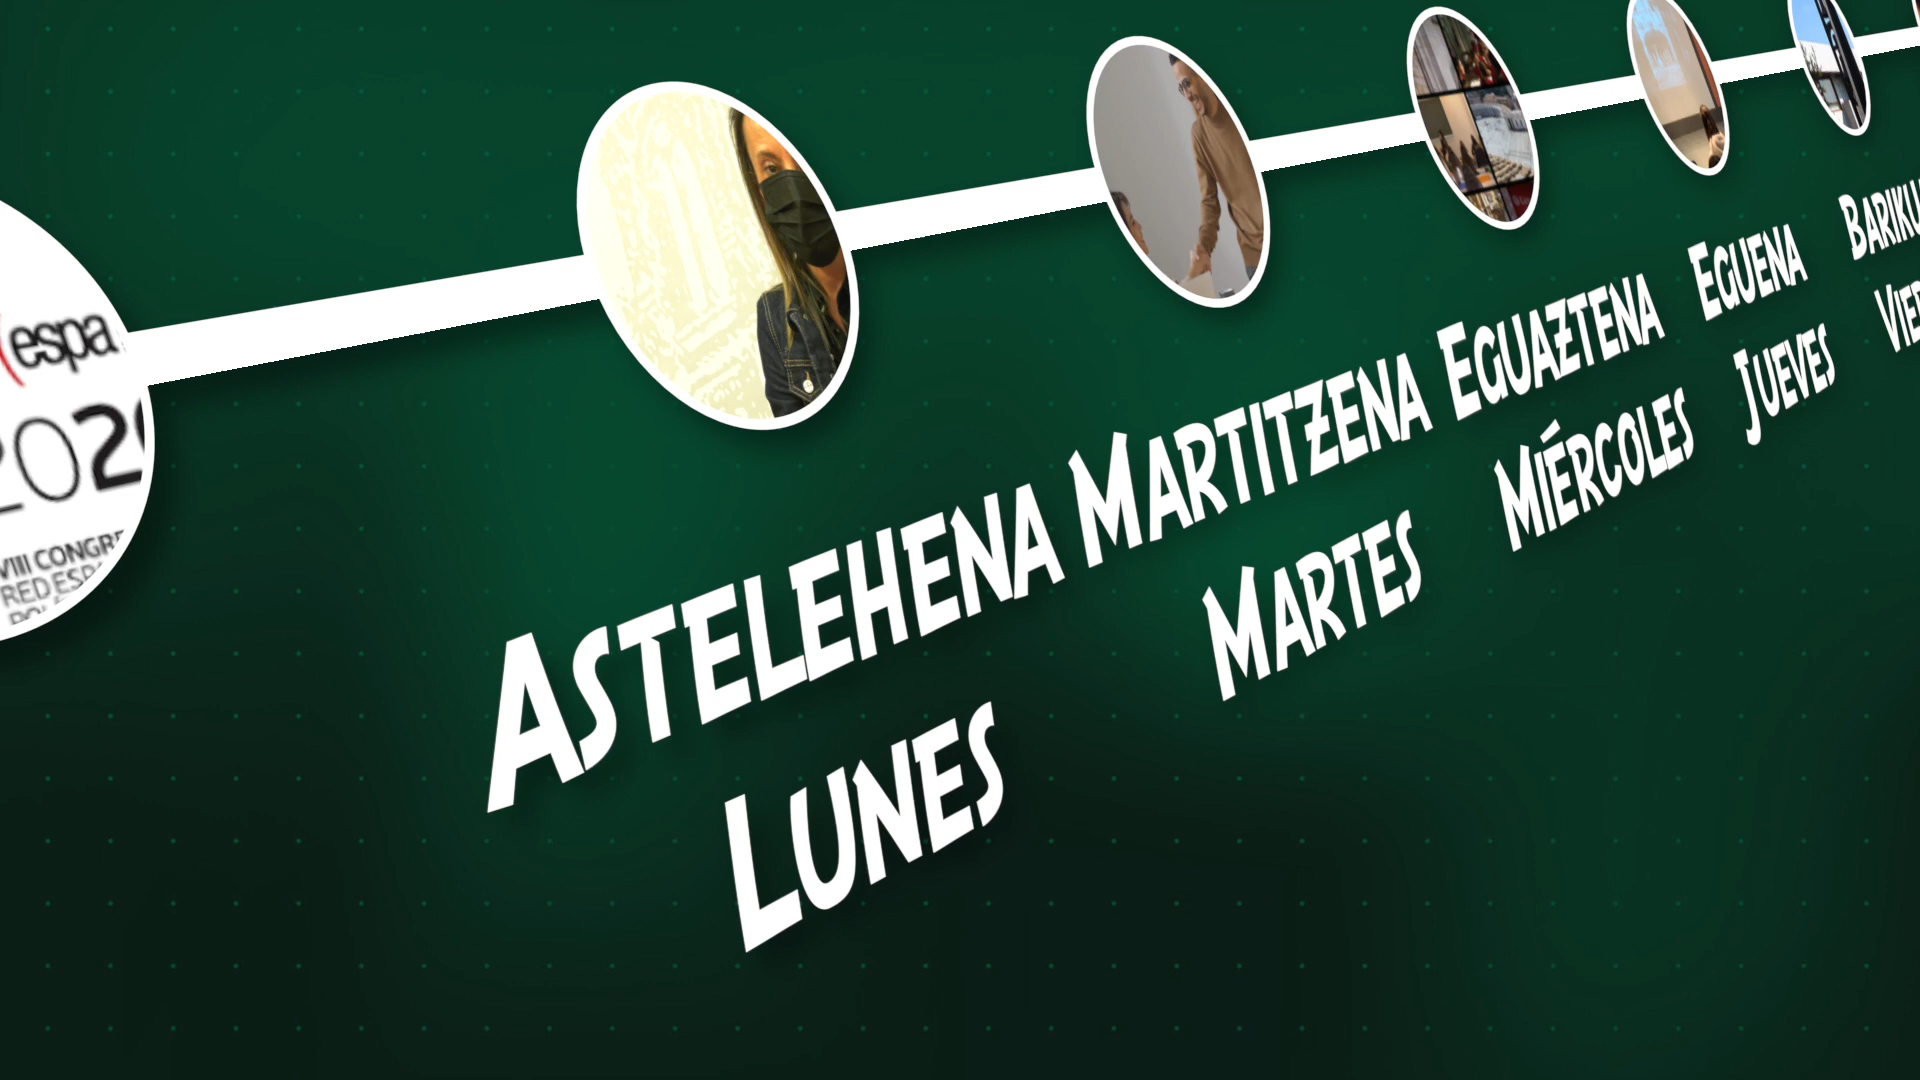 espa
202
VIII CONGR
RED ESP
Astelehena Martitzena Eguaztena Eguena
Lunes Martes Miércoles Jueves